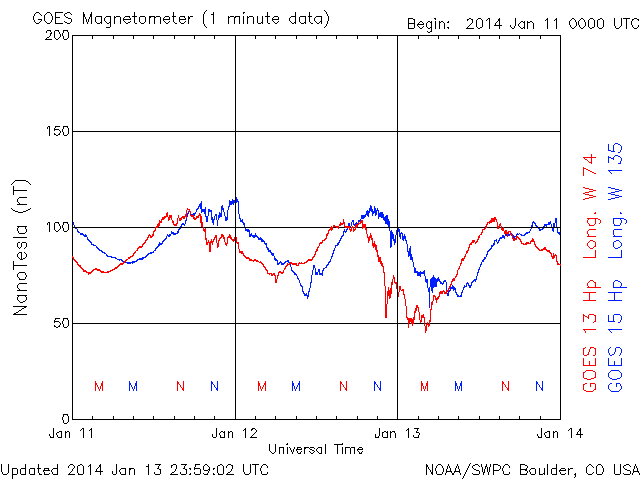 GOES Magnetometer (1 minute data)
Begin: 2014 Jan 11 0000 UTC
200
150
100
50
0
NanoTesla (nT)
M M N N M M N N M M N N
Jan 11 Jan 12 Jan 13 Jan 14
Universal Time
GOES 13 Hp Long. W 74
GOES 15 Hp Long. W 135
Updated 2014 Jan 13 23:59:02 UTC
NOAA/SWPC Boulder, CO USA